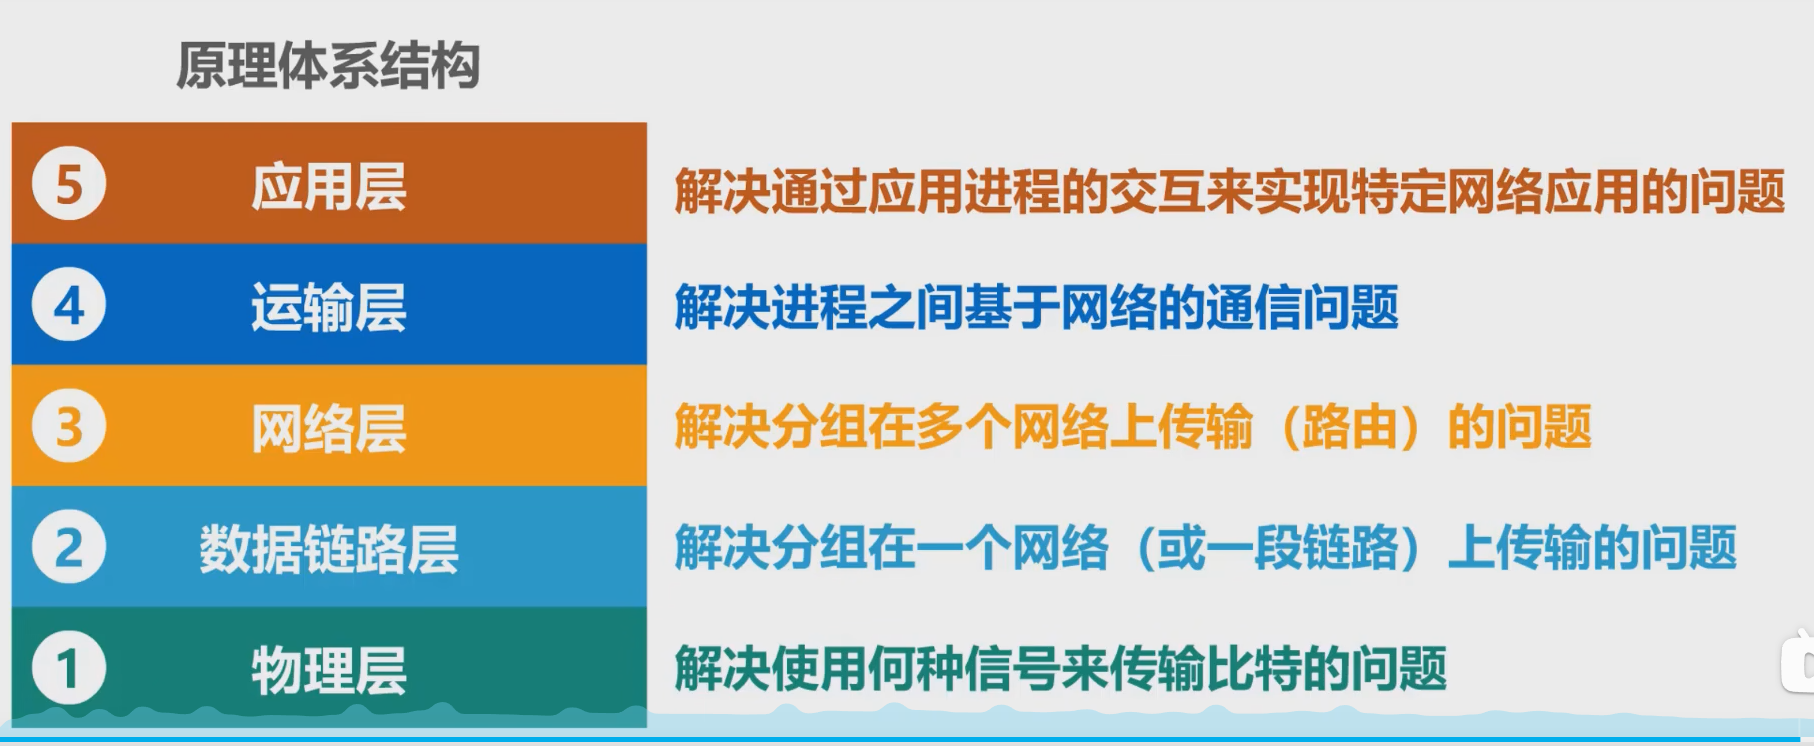 原理体系结构
5 应用层 解决通过应用进程的交互来实现特定网络应用的问题
4 运输层 解决进程之间基于网络的通信问题
3 网络层 解决分组在多个网络上传输（路由）的问题
2 数据链路层 解决分组在一个网络（或一段链路）上传输的问题
1 物理层 解决使用何种信号来传输比特的问题